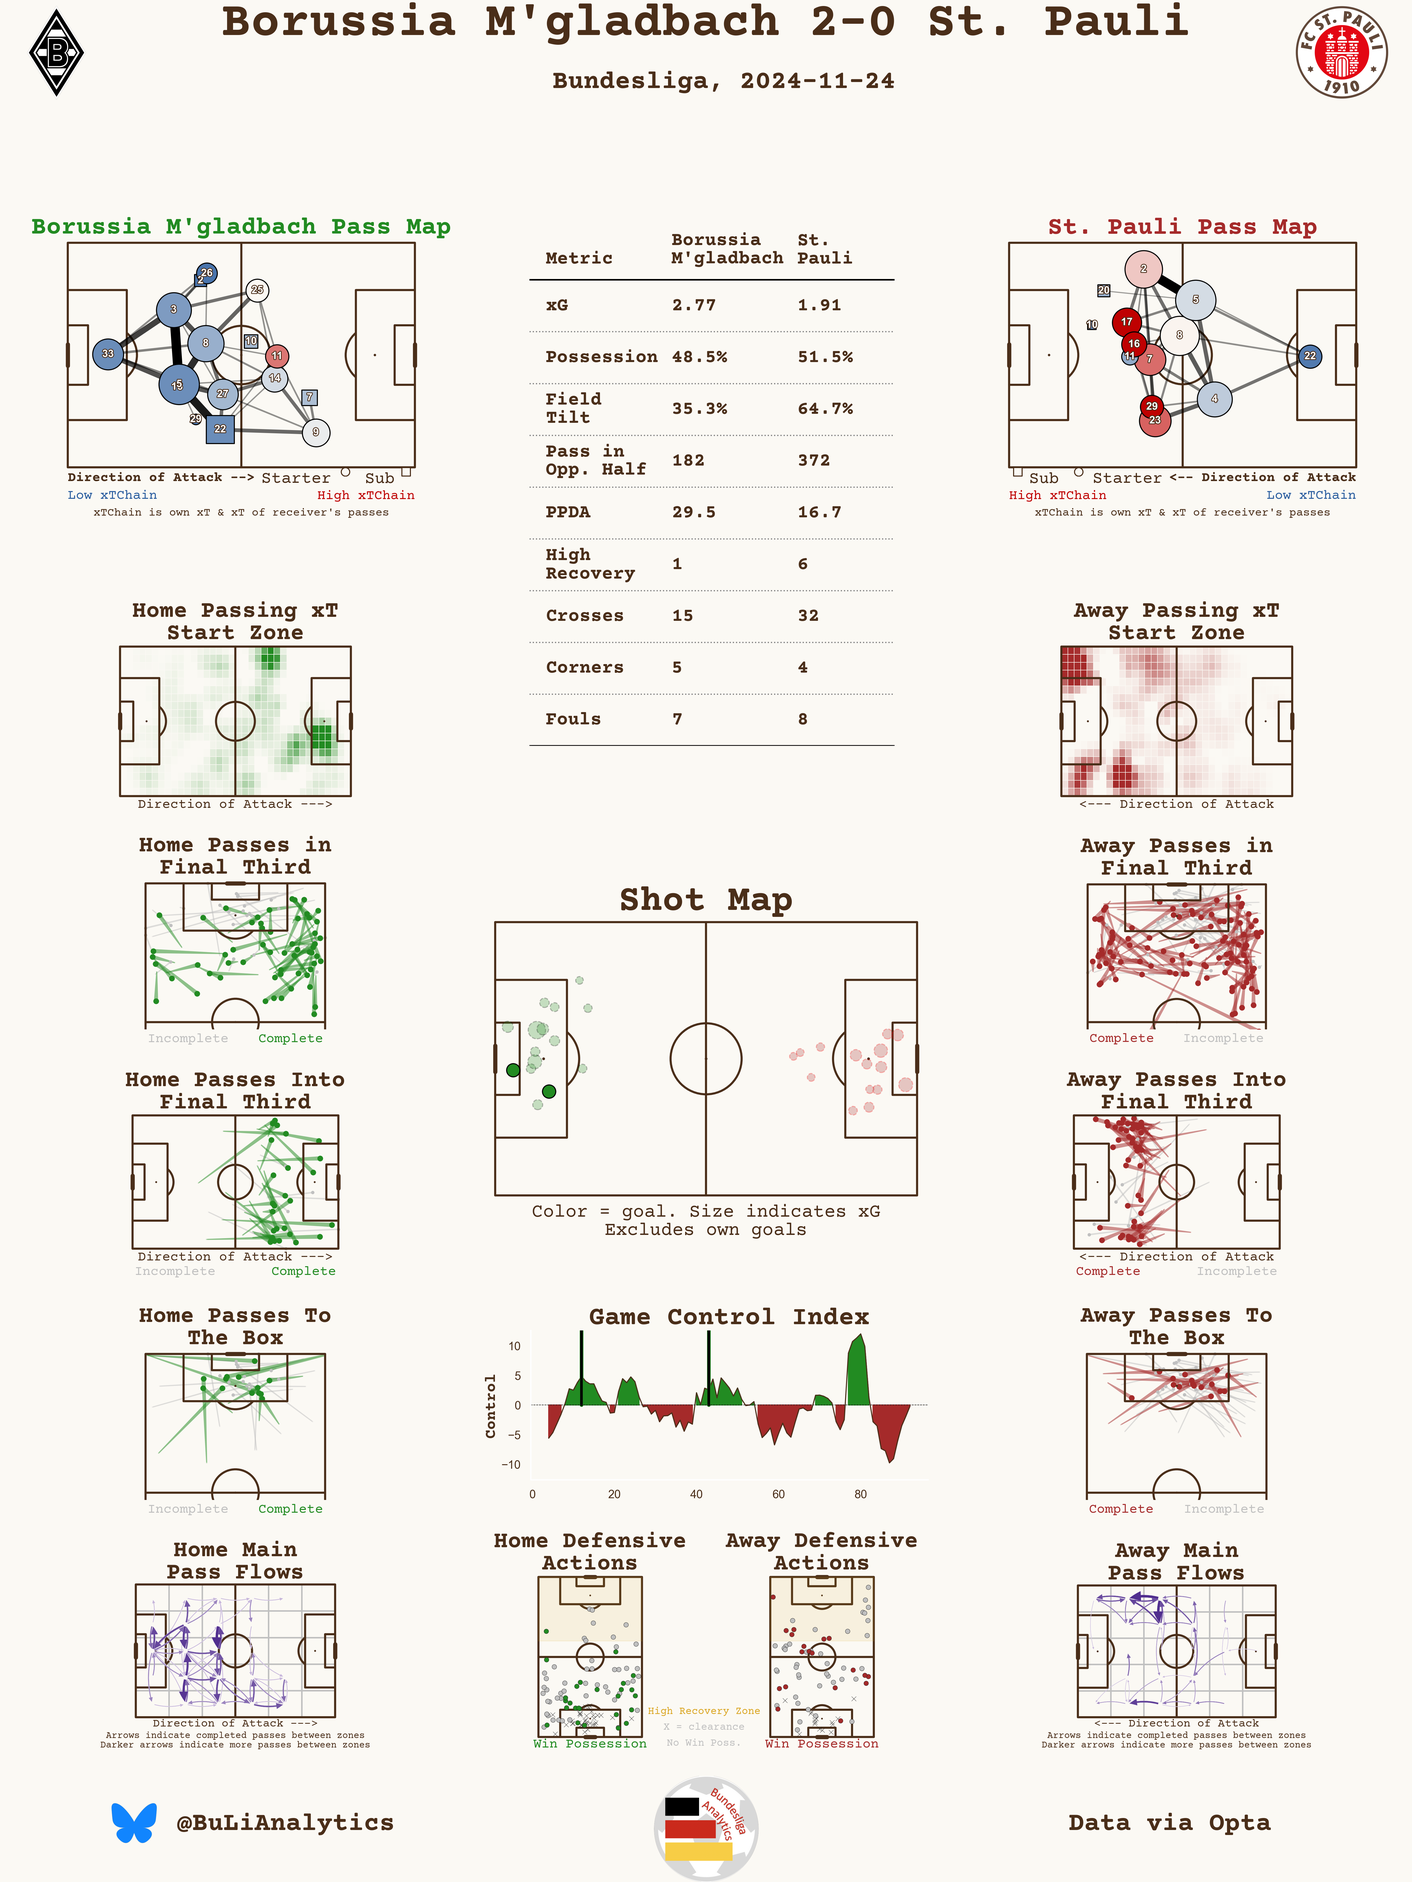 Borussia M'gladbach 2-0 St. Pauli
Bundesliga, 2024-11-24
B
FC ST. PAULI
1910
Borussia M'gladbach Pass Map
26
2
25
3
8
10
33
11
14
27
7
29
22
9
Direction of Attack --> Starter Sub
Low xTChain High xTChain
xTChain is own xT & xT of receiver's passes
Metric Borussia M'gladbach St. Pauli
xG 2.77 1.91
Possession 48.5% 51.5%
Field Tilt 35.3% 64.7%
Pass in Opp. Half 182 372
PPDA 29.5 16.7
High Recovery 1 6
Crosses 15 32
Corners 5 4
Fouls 7 8
St. Pauli Pass Map
2
20
5
17
10
8
16
11
7
22
29
4
23
Sub Starter <-- Direction of Attack
High xTChain Low xTChain
xTChain is own xT & xT of receiver's passes
Home Passing xT
Start Zone
Direction of Attack --->
Away Passing xT
Start Zone
<--- Direction of Attack
Home Passes in
Final Third
Incomplete Complete
Away Passes in
Final Third
Complete Incomplete
Shot Map
Color = goal. Size indicates xG
Excludes own goals
Home Passes Into
Final Third
Direction of Attack --->
Incomplete Complete
Away Passes Into
Final Third
<--- Direction of Attack
Complete Incomplete
Home Passes To
The Box
Incomplete Complete
Game Control Index
Control
10
5
0
−5
−10
0 20 40 60 80
Away Passes To
The Box
Complete Incomplete
Home Main
Pass Flows
Direction of Attack --->
Arrows indicate completed passes between zones
Darker arrows indicate more passes between zones
Home Defensive
Actions
Win Possession
Away Defensive
Actions
Win Possession
High Recovery Zone
X = clearance
No Win Poss.
Away Main
Pass Flows
<--- Direction of Attack
Arrows indicate completed passes between zones
Darker arrows indicate more passes between zones
@BuLiAnalytics
Bundesliga
Analytics
Data via Opta